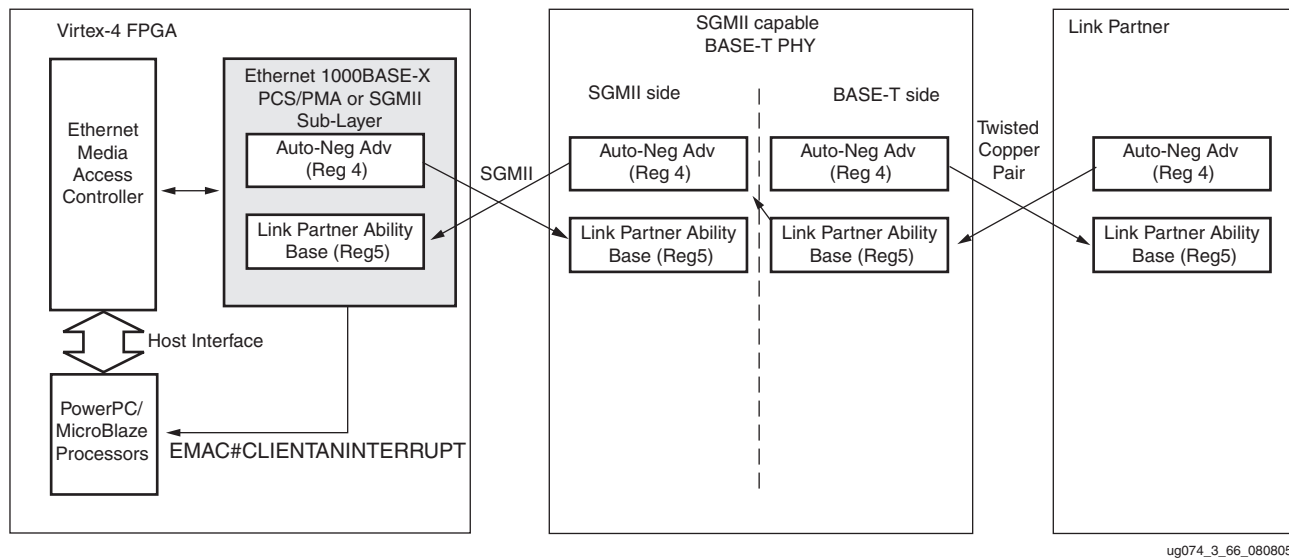 Virtex-4 FPGA
Ethernet
Media
Access
Controller
Ethernet 1000BASE-X
PCS/PMA or SGMII
Sub-Layer
Auto-Neg Adv
(Reg 4)
Link Partner Ability
Base (Reg5)
Host Interface
PowerPC/
MicroBlaze
Processors
EMAC#CLIENTANINTERRUPT
SGMII
SGMII capable
BASE-T PHY
SGMII side
Auto-Neg Adv
(Reg 4)
Link Partner Ability
Base (Reg5)
BASE-T side
Auto-Neg Adv
(Reg 4)
Link Partner Ability
Base (Reg5)
Twisted
Copper
Pair
Link Partner
Auto-Neg Adv
(Reg 4)
Link Partner Ability
Base (Reg5)
ug074_3_66_080805